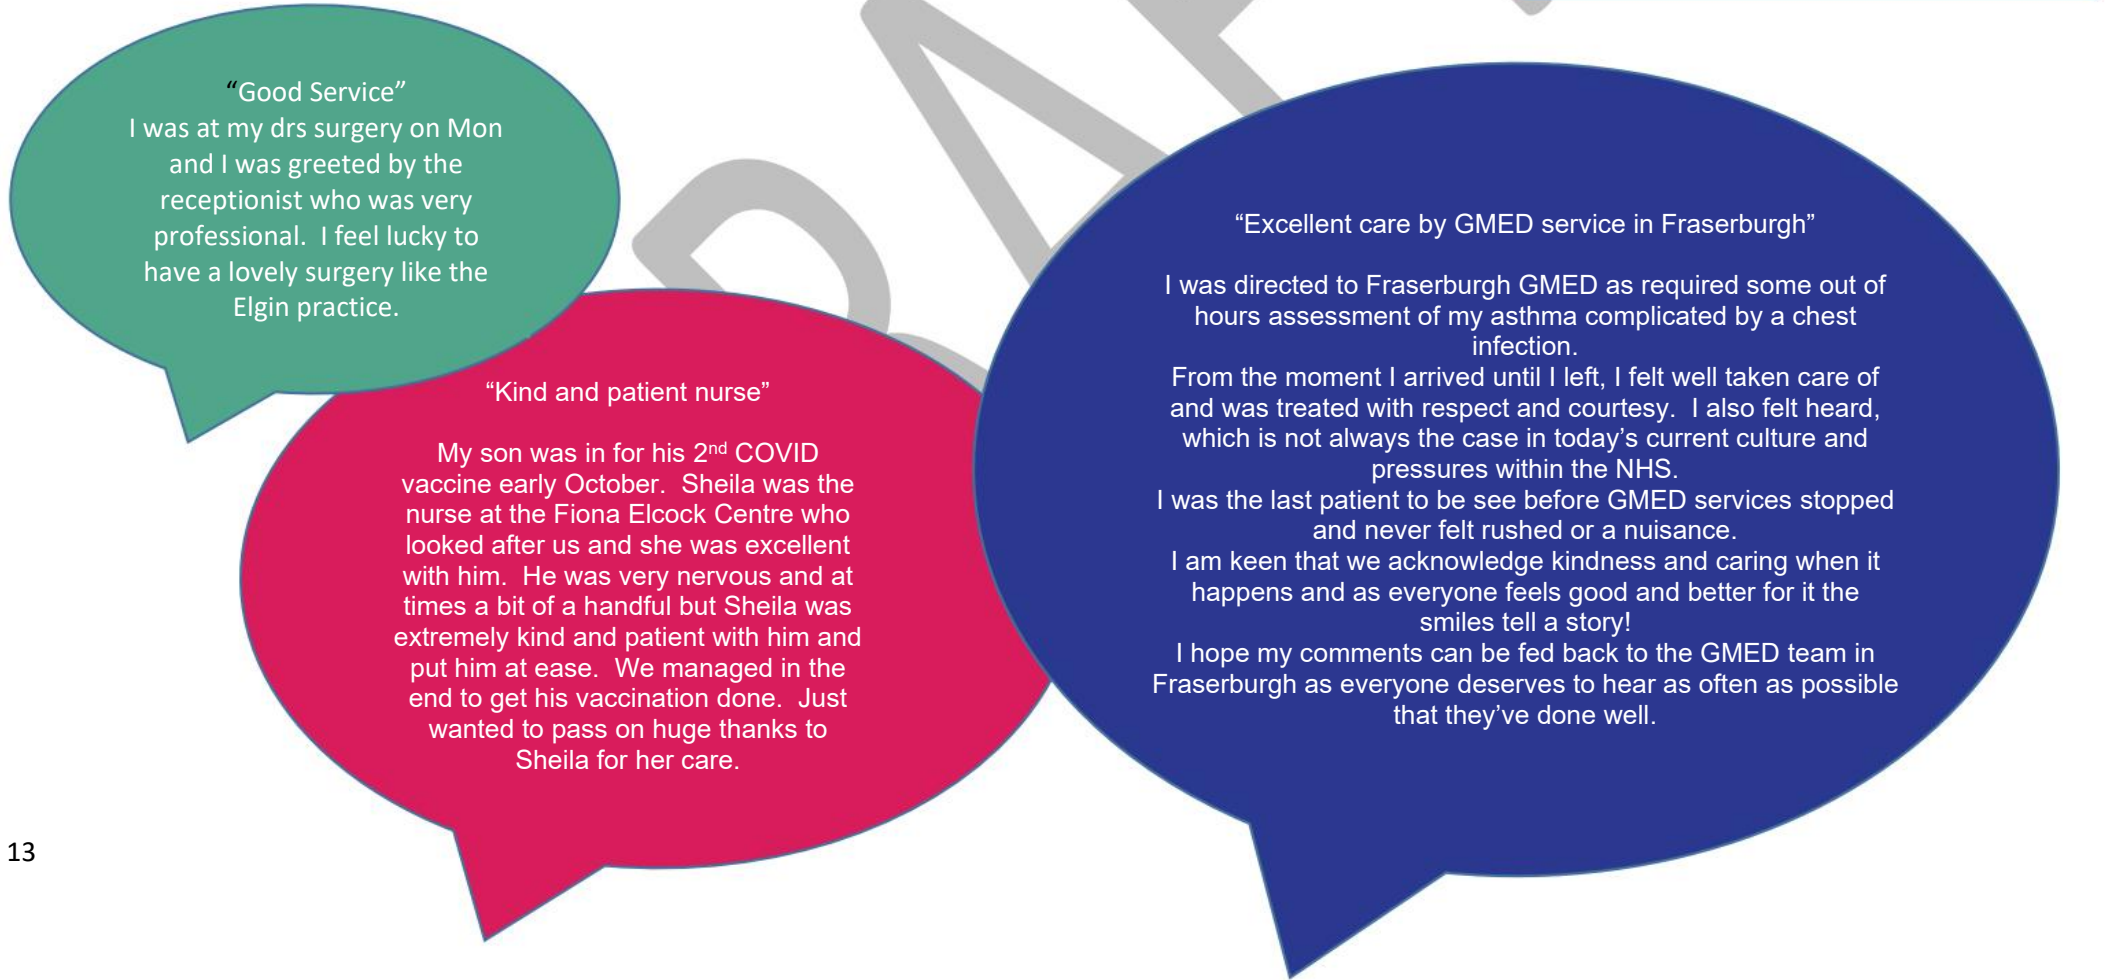 “Good Service”
I was at my drs surgery on Mon
and I was greeted by the
receptionist who was very
professional.  I feel lucky to
have a lovely surgery like the
Elgin practice.
“Kind and patient nurse”
My son was in for his 2nd COVID
vaccine early October.  Sheila was the
nurse at the Fiona Elcock Centre who
looked after us and she was excellent
with him.  He was very nervous and at
times a bit of a handful but Sheila was
extremely kind and patient with him and
put him at ease.  We managed in the
end to get his vaccination done.  Just
wanted to pass on huge thanks to
Sheila for her care.
“Excellent care by GMED service in Fraserburgh”
I was directed to Fraserburgh GMED as required some out of
hours assessment of my asthma complicated by a chest
infection.
From the moment I arrived until I left, I felt well taken care of
and was treated with respect and courtesy.  I also felt heard,
which is not always the case in today’s current culture and
pressures within the NHS.
I was the last patient to be see before GMED services stopped
and never felt rushed or a nuisance.
I am keen that we acknowledge kindness and caring when it
happens and as everyone feels good and better for it the
smiles tell a story!
I hope my comments can be fed back to the GMED team in
Fraserburgh as everyone deserves to hear as often as possible
that they’ve done well.
13